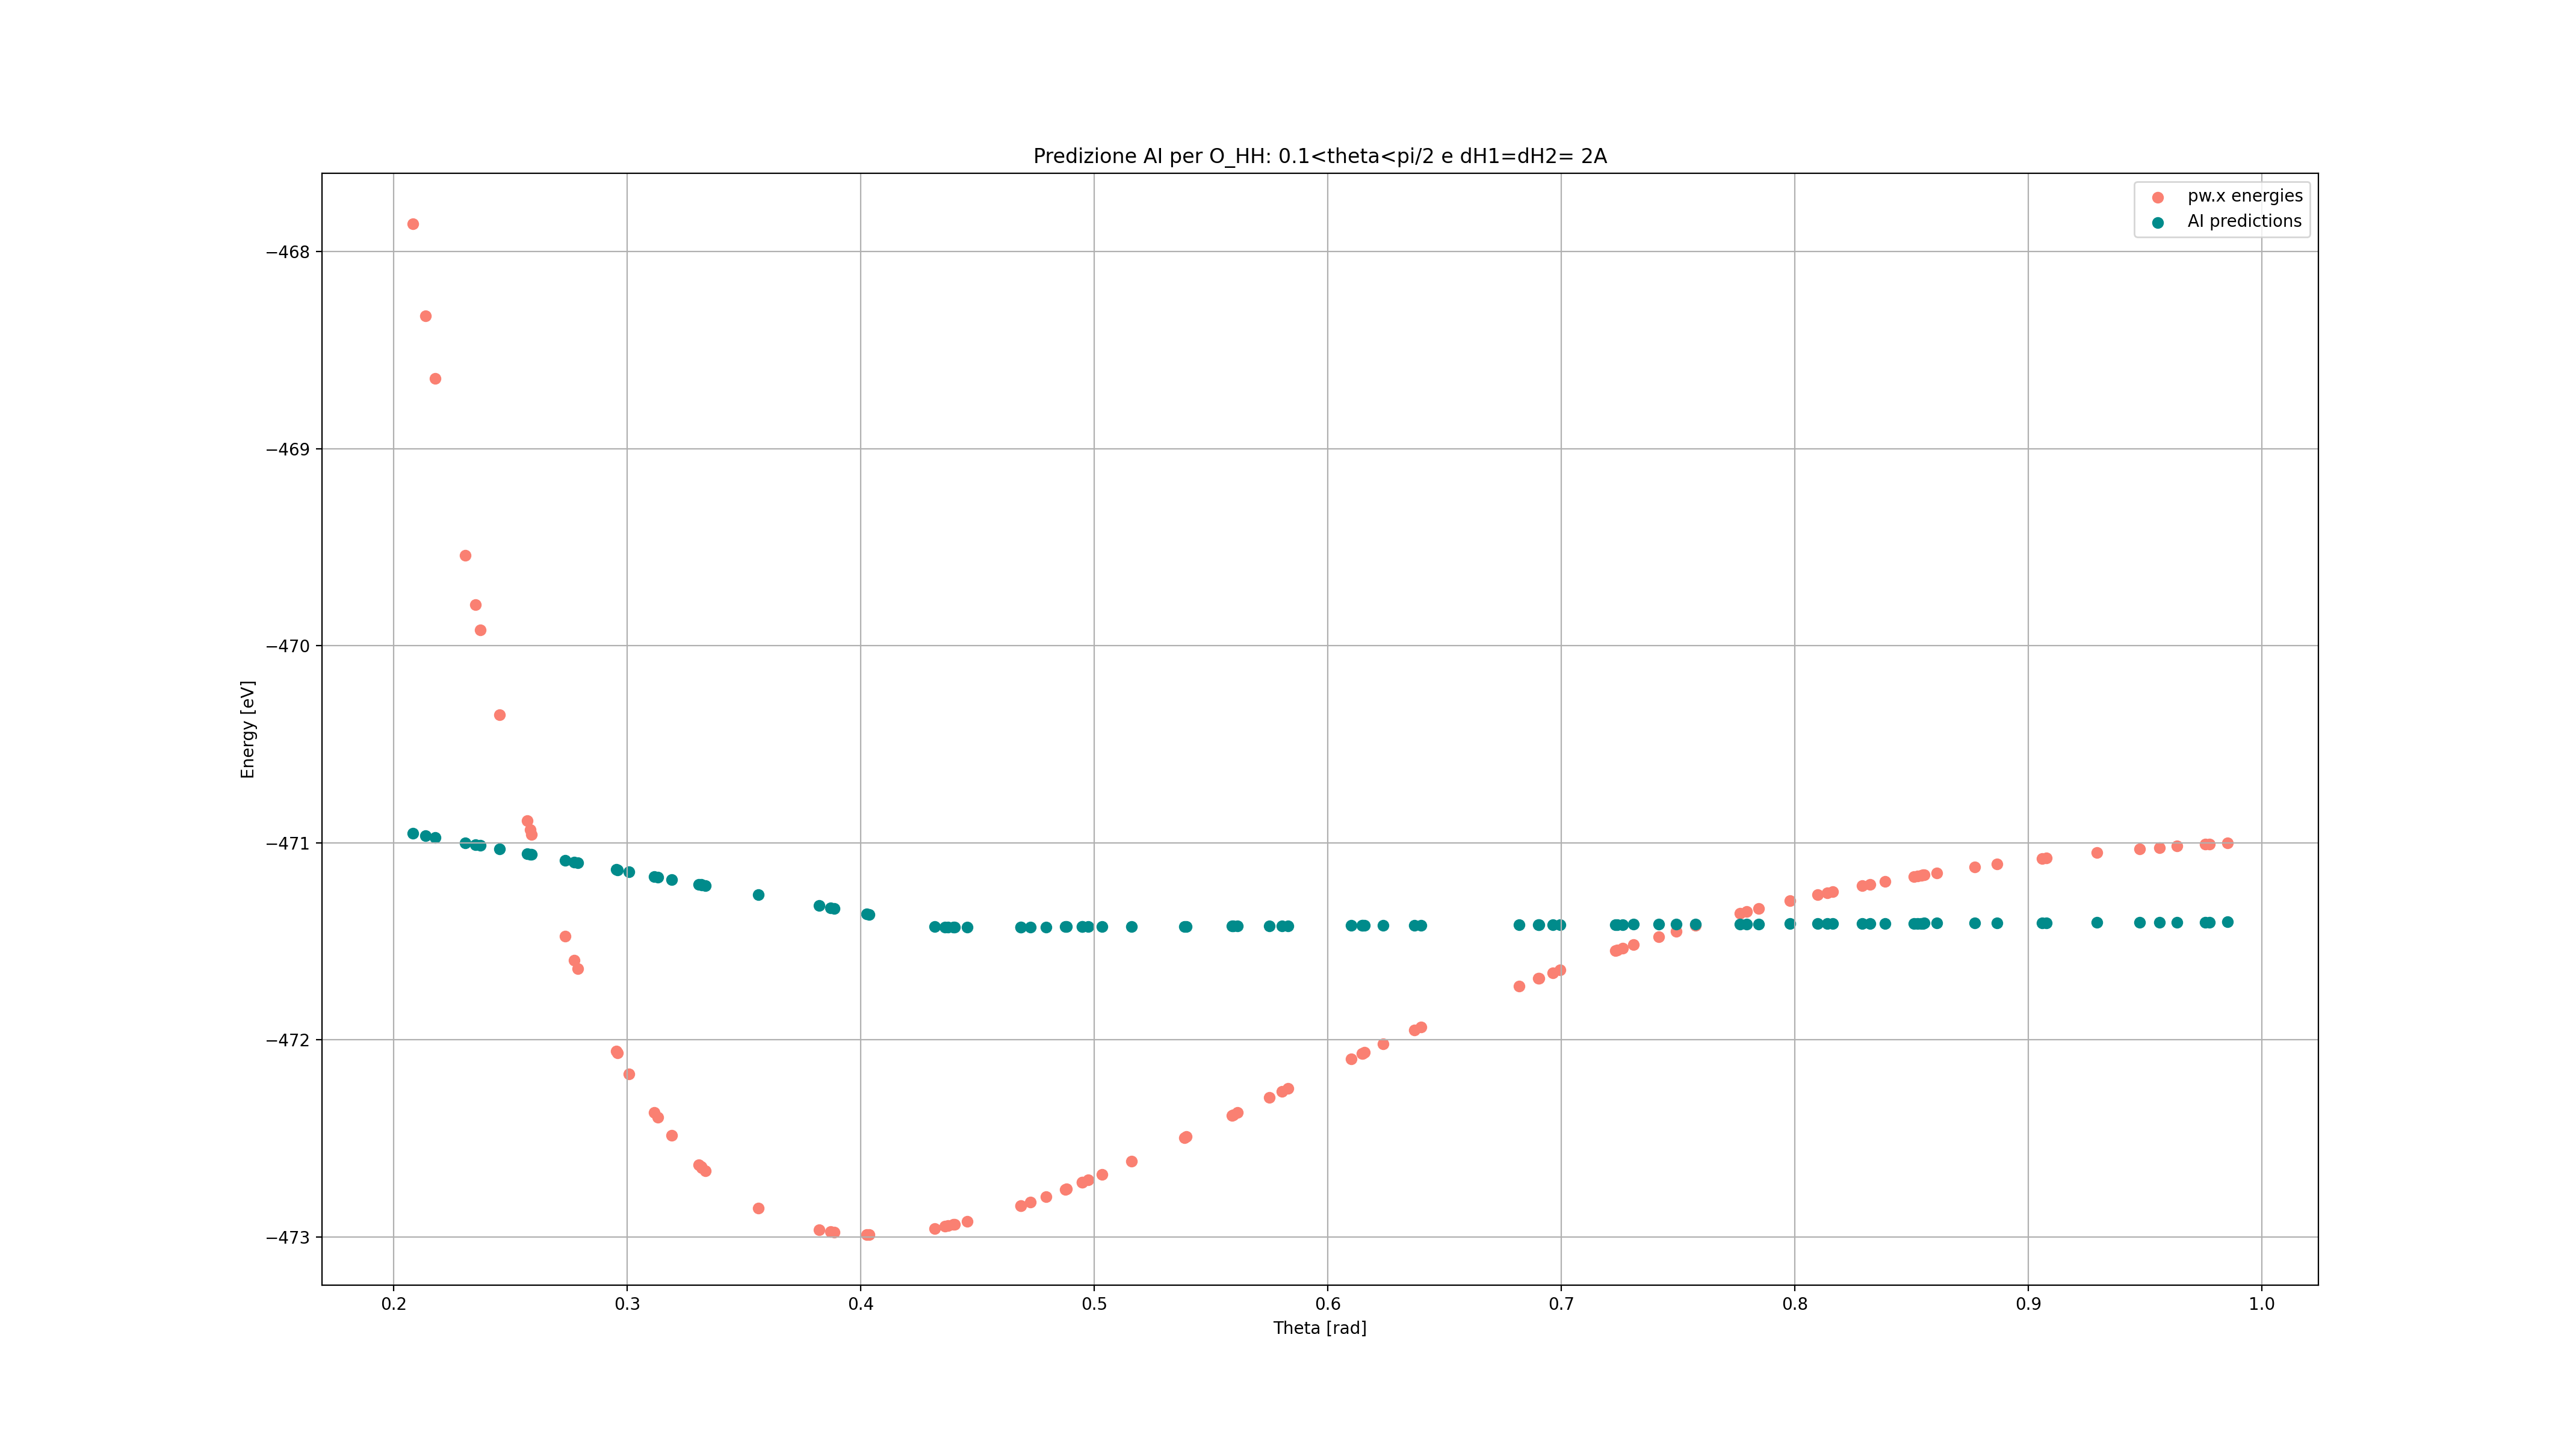 Predizione AI per O_HH: 0.1<theta<pi/2 e dH1=dH2= 2A
pw.x energies
AI predictions
−468
−469
−470
−471
−472
−473
Energy [eV]
0.2 0.3 0.4 0.5 0.6 0.7 0.8 0.9 1.0
Theta [rad]